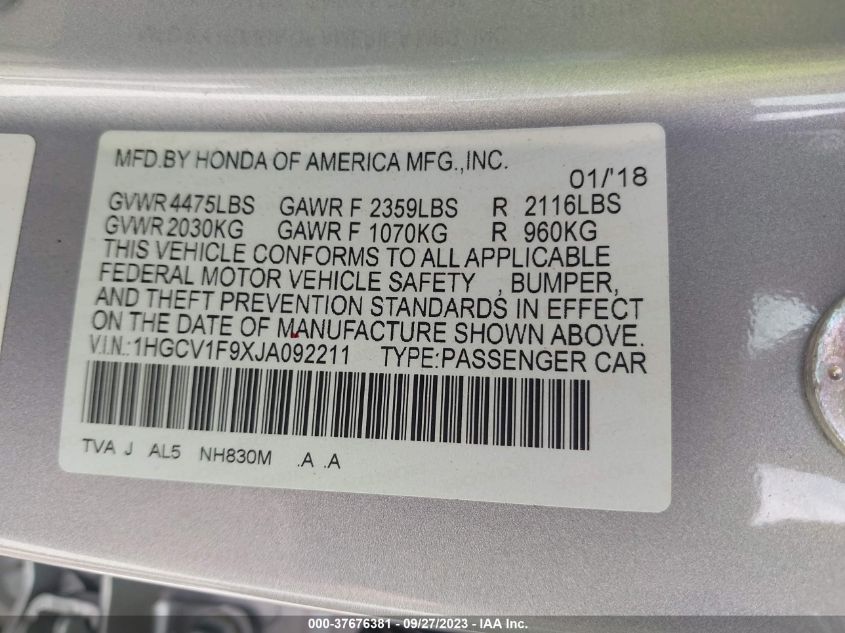 MFD.BY HONDA OF AMERICA MFG.,INC.
01/'18
GVWR 4475LBS GAWR F 2359LBS R 2116LBS
GVWR 2030KG GAWR F 1070KG R 960KG
THIS VEHICLE CONFORMS TO ALL APPLICABLE
FEDERAL MOTOR VEHICLE SAFETY , BUMPER,
AND THEFT PREVENTION STANDARDS IN EFFECT
ON THE DATE OF MANUFACTURE SHOWN ABOVE.
V.I.N.:1HGCV1F9XJA092211 TYPE:PASSENGER CAR
TVA J AL5 NH830M .A .A
000-37676381 - 09/27/2023 - IAA Inc.